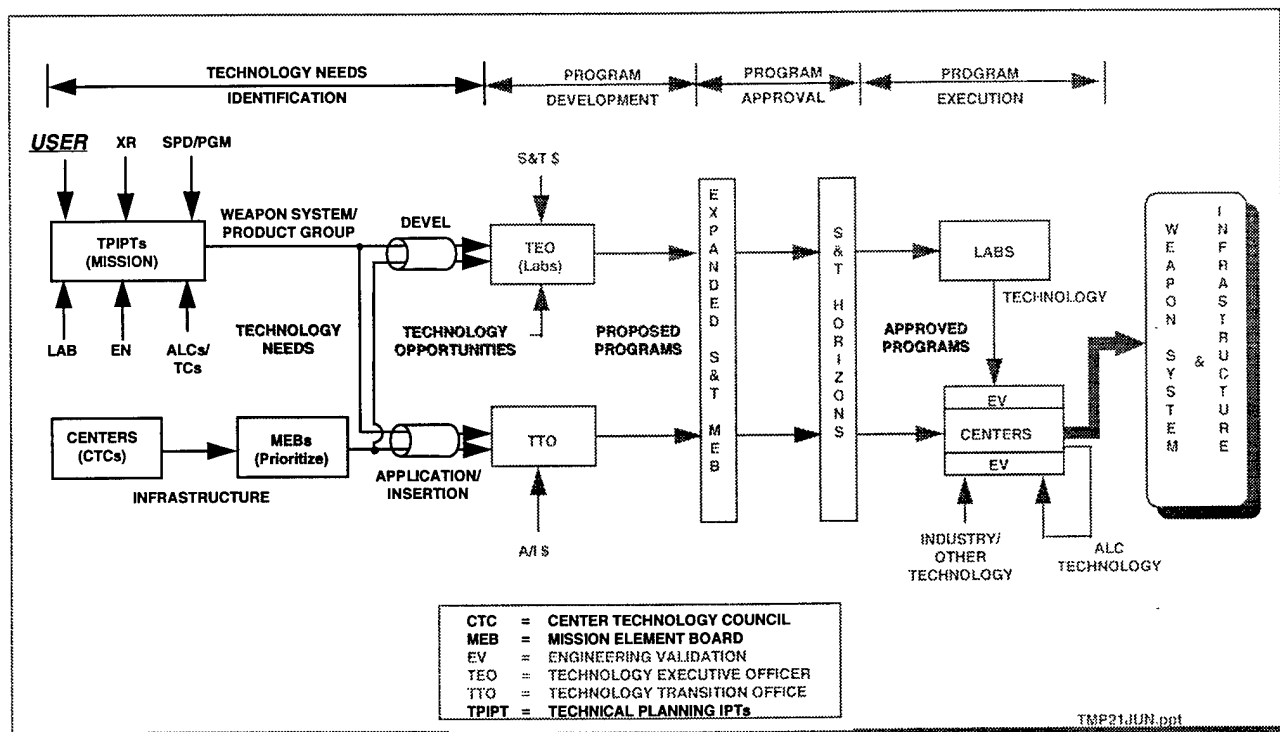 TECHNOLOGY NEEDS
IDENTIFICATION
PROGRAM
DEVELOPMENT
PROGRAM
APPROVAL
PROGRAM
EXECUTION
USER
XR
SPD/PGM
S&T $
TPIPTs
(MISSION)
WEAPON SYSTEM/
PRODUCT GROUP
DEVEL
TEO
(Labs)
EXPANDED S&T MEB
S&T HORIZONS
LABS
TECHNOLOGY
WEAPON SYSTEM
&
INFRASTRUCTURE
LAB
EN
ALCs/
TCs
TECHNOLOGY
NEEDS
TECHNOLOGY
OPPORTUNITIES
PROPOSED
PROGRAMS
APPROVED
PROGRAMS
CENTERS
(CTCs)
MEBs
(Prioritize)
TTO
EV
CENTERS
EV
INFRASTRUCTURE
APPLICATION/
INSERTION
A/I $
INDUSTRY/
OTHER
TECHNOLOGY
ALC
TECHNOLOGY
CTC = CENTER TECHNOLOGY COUNCIL
MEB = MISSION ELEMENT BOARD
EV = ENGINEERING VALIDATION
TEO = TECHNOLOGY EXECUTIVE OFFICER
TTO = TECHNOLOGY TRANSITION OFFICE
TPIPT = TECHNICAL PLANNING IPTs
TMP21JUN.ppt